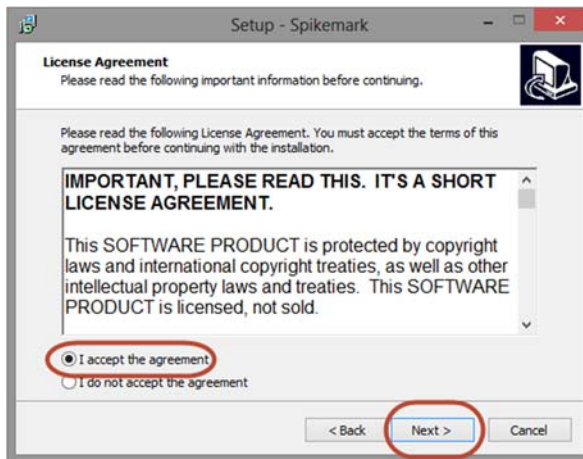 Setup - Spikemark
License Agreement
Please read the following important information before continuing.
Please read the following License Agreement. You must accept the terms of this
agreement before continuing with the installation.
IMPORTANT, PLEASE READ THIS.  IT'S A SHORT
LICENSE AGREEMENT.
This SOFTWARE PRODUCT is protected by copyright
laws and international copyright treaties, as well as other
intellectual property laws and treaties.  This SOFTWARE
PRODUCT is licensed, not sold.
I accept the agreement
I do not accept the agreement
< Back
Next >
Cancel